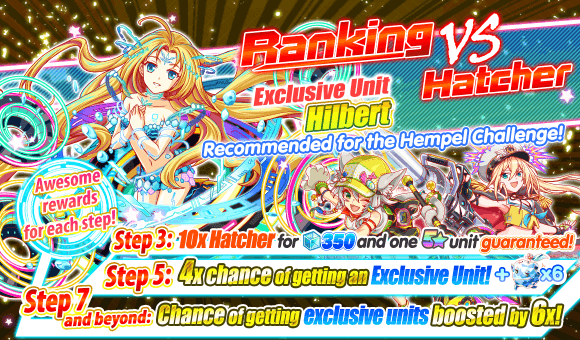 Ranking VS
Hatcher
Exclusive Unit
Hilbert
Recommended for the Hempel Challenge!
Awesome
rewards
for each step!
Step 3: 10x Hatcher for 350 and one 5★ unit guaranteed!
Step 5: 4x chance of getting an Exclusive Unit! + x6
Step 7
and beyond: Chance of getting exclusive units boosted by 6x!